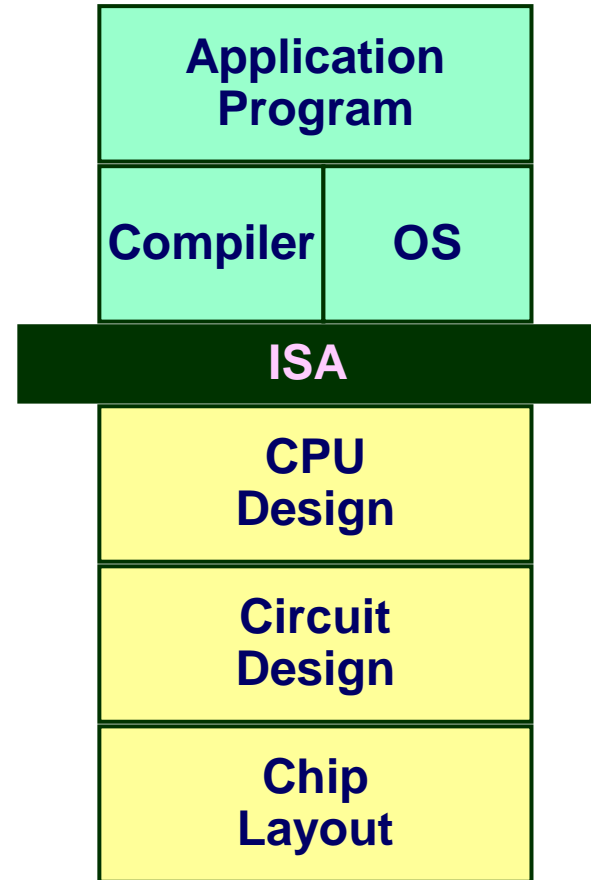 Application
Program
Compiler OS
ISA
CPU
Design
Circuit
Design
Chip
Layout